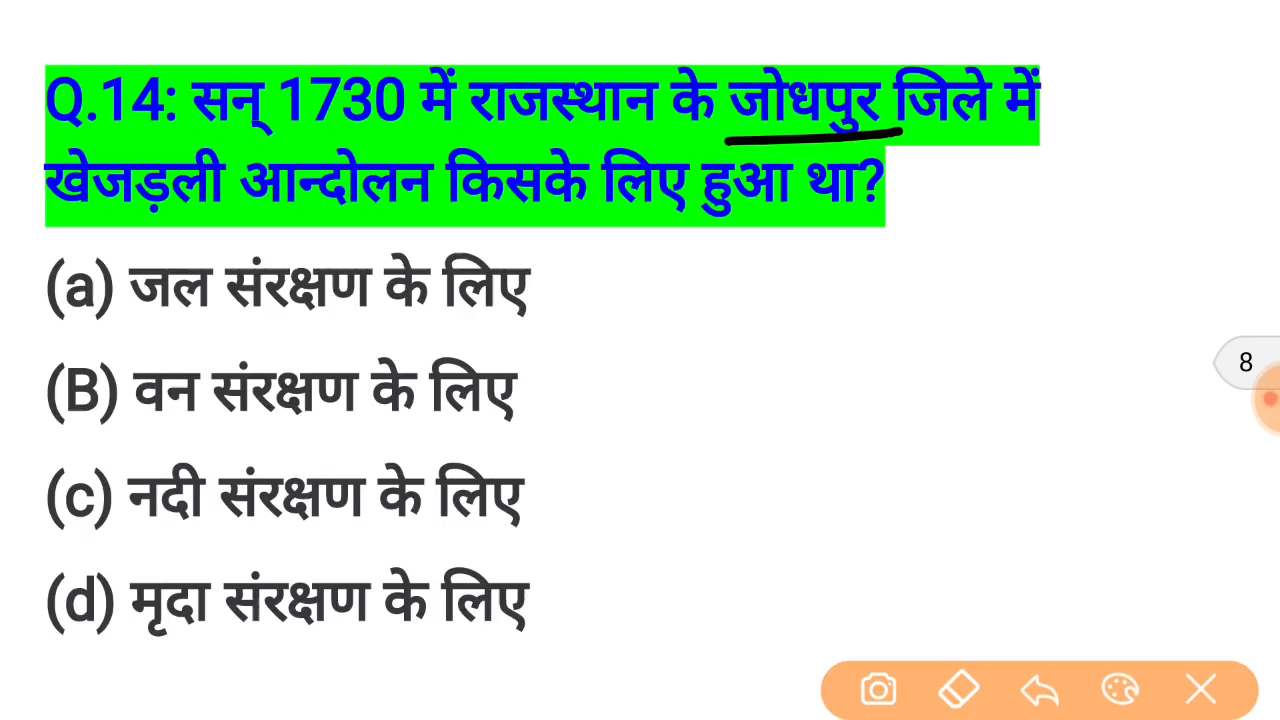 Q.14: सन् 1730 में राजस्थान के जोधपुर जिले में
खेजड़ली आन्दोलन किसके लिए हुआ था?
(a) जल संरक्षण के लिए
(B) वन संरक्षण के लिए
(c) नदी संरक्षण के लिए
(d) मृदा संरक्षण के लिए
8